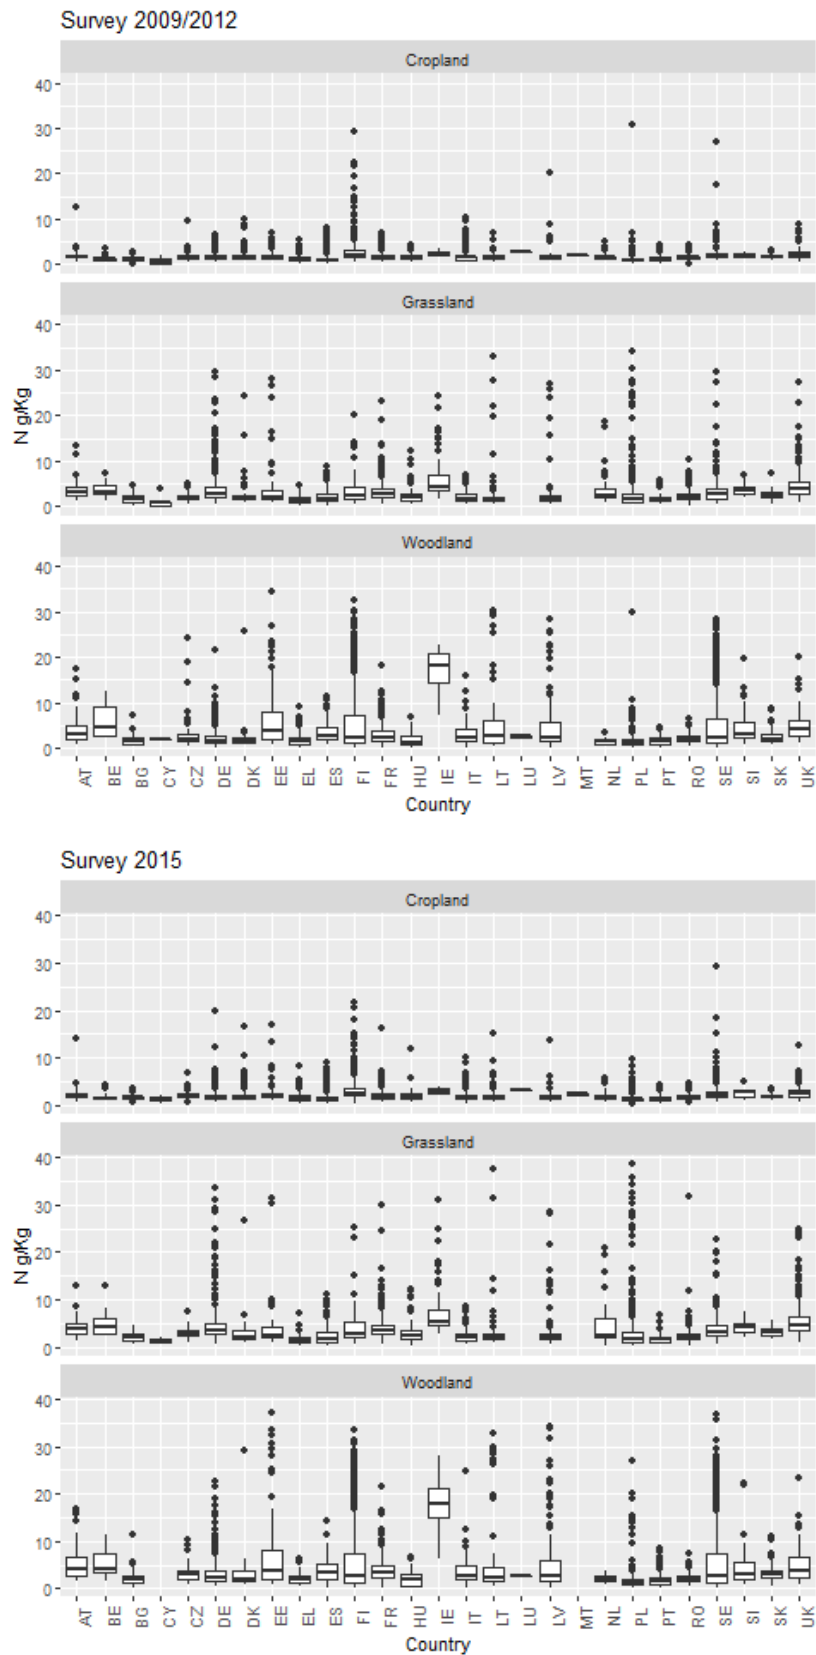 Survey 2009/2012
Cropland
40
30
20
10
0
Grassland
40
30
20
10
0
N g/Kg
Woodland
40
30
20
10
0
AT BE BG CY CZ DE DK EE EL ES FI FR HU IE IT LT LU LV MT NL PL PT RO SE SI SK UK
Country
Survey 2015
Cropland
40
30
20
10
0
Grassland
40
30
20
10
0
N g/Kg
Woodland
40
30
20
10
0
AT BE BG CY CZ DE DK EE EL ES FI FR HU IE IT LT LU LV MT NL PL PT RO SE SI SK UK
Country